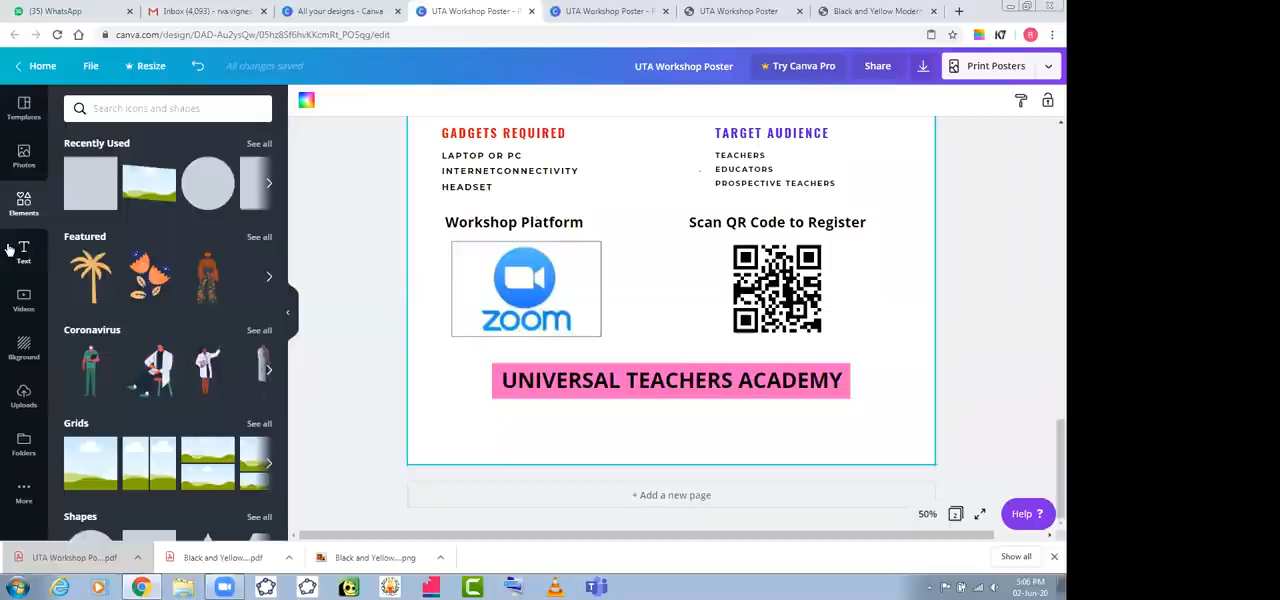 (35) WhatsApp
Inbox (4,093) - rva.vignes
All your designs - Canva
UTA Workshop Poster - P
UTA Workshop Poster - P
UTA Workshop Poster
Black and Yellow Modern
canva.com/design/DAD-Au2ysQw/05hz8Sf6hvKKcmRt_PO5qg/edit
K7
R
Home
File
Resize
All changes saved
UTA Workshop Poster
Try Canva Pro
Share
Print Posters
Templates
Photos
Elements
Text
Videos
Bkground
Uploads
Folders
More
Search icons and shapes
Recently Used
See all
Featured
See all
Coronavirus
See all
Grids
See all
Shapes
See all
GADGETS REQUIRED
LAPTOP OR PC
INTERNETCONNECTIVITY
HEADSET
TARGET AUDIENCE
TEACHERS
EDUCATORS
PROSPECTIVE TEACHERS
Workshop Platform
zoom
Scan QR Code to Register
UNIVERSAL TEACHERS ACADEMY
+ Add a new page
50%
2
Help ?
UTA Workshop Po....pdf
Black and Yellow....pdf
Black and Yellow....png
Show all
5:06 PM
02-Jun-20